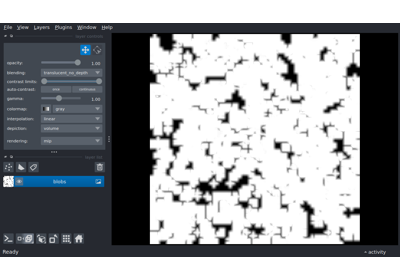 File View Layers Plugins Window Help
opacity: 1.00
blending: translucent_no_depth
contrast limits:
auto-contrast: once continuous
gamma: 1.00
colormap: gray
interpolation: linear
depiction: volume
rendering: mip
blobs
Ready
activity